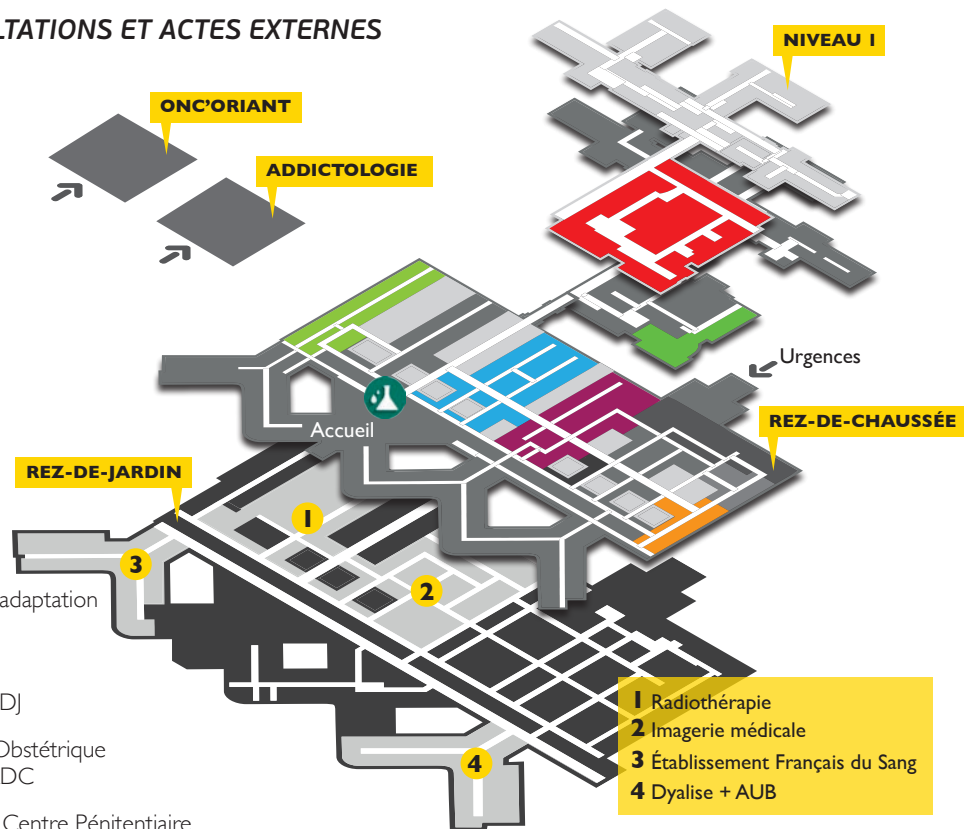 LTATIONS ET ACTES EXTERNES
NIVEAU 1
ONC'ORIANT
ADDICTOLOGIE
Urgences
Accueil
REZ-DE-CHAUSSÉE
REZ-DE-JARDIN
1
3
2
4
adaptation
DJ
Obstétrique
DC
Centre Pénitentiaire
1 Radiothérapie
2 Imagerie médicale
3 Établissement Français du Sang
4 Dyalise + AUB